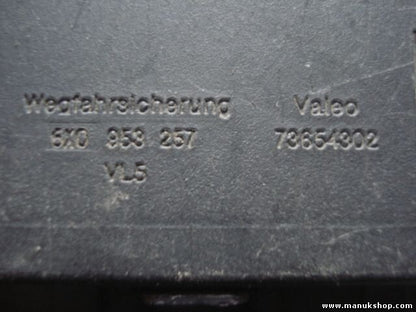 Wegfahrsicherung Valeo
6X0 953 257 73654302
VL5
www.manukshop.com